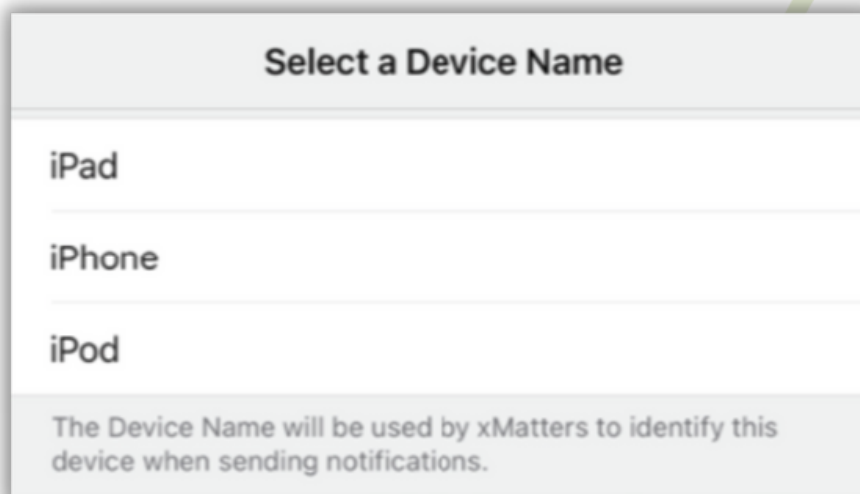 Select a Device Name
iPad
iPhone
iPod
The Device Name will be used by xMatters to identify this
device when sending notifications.